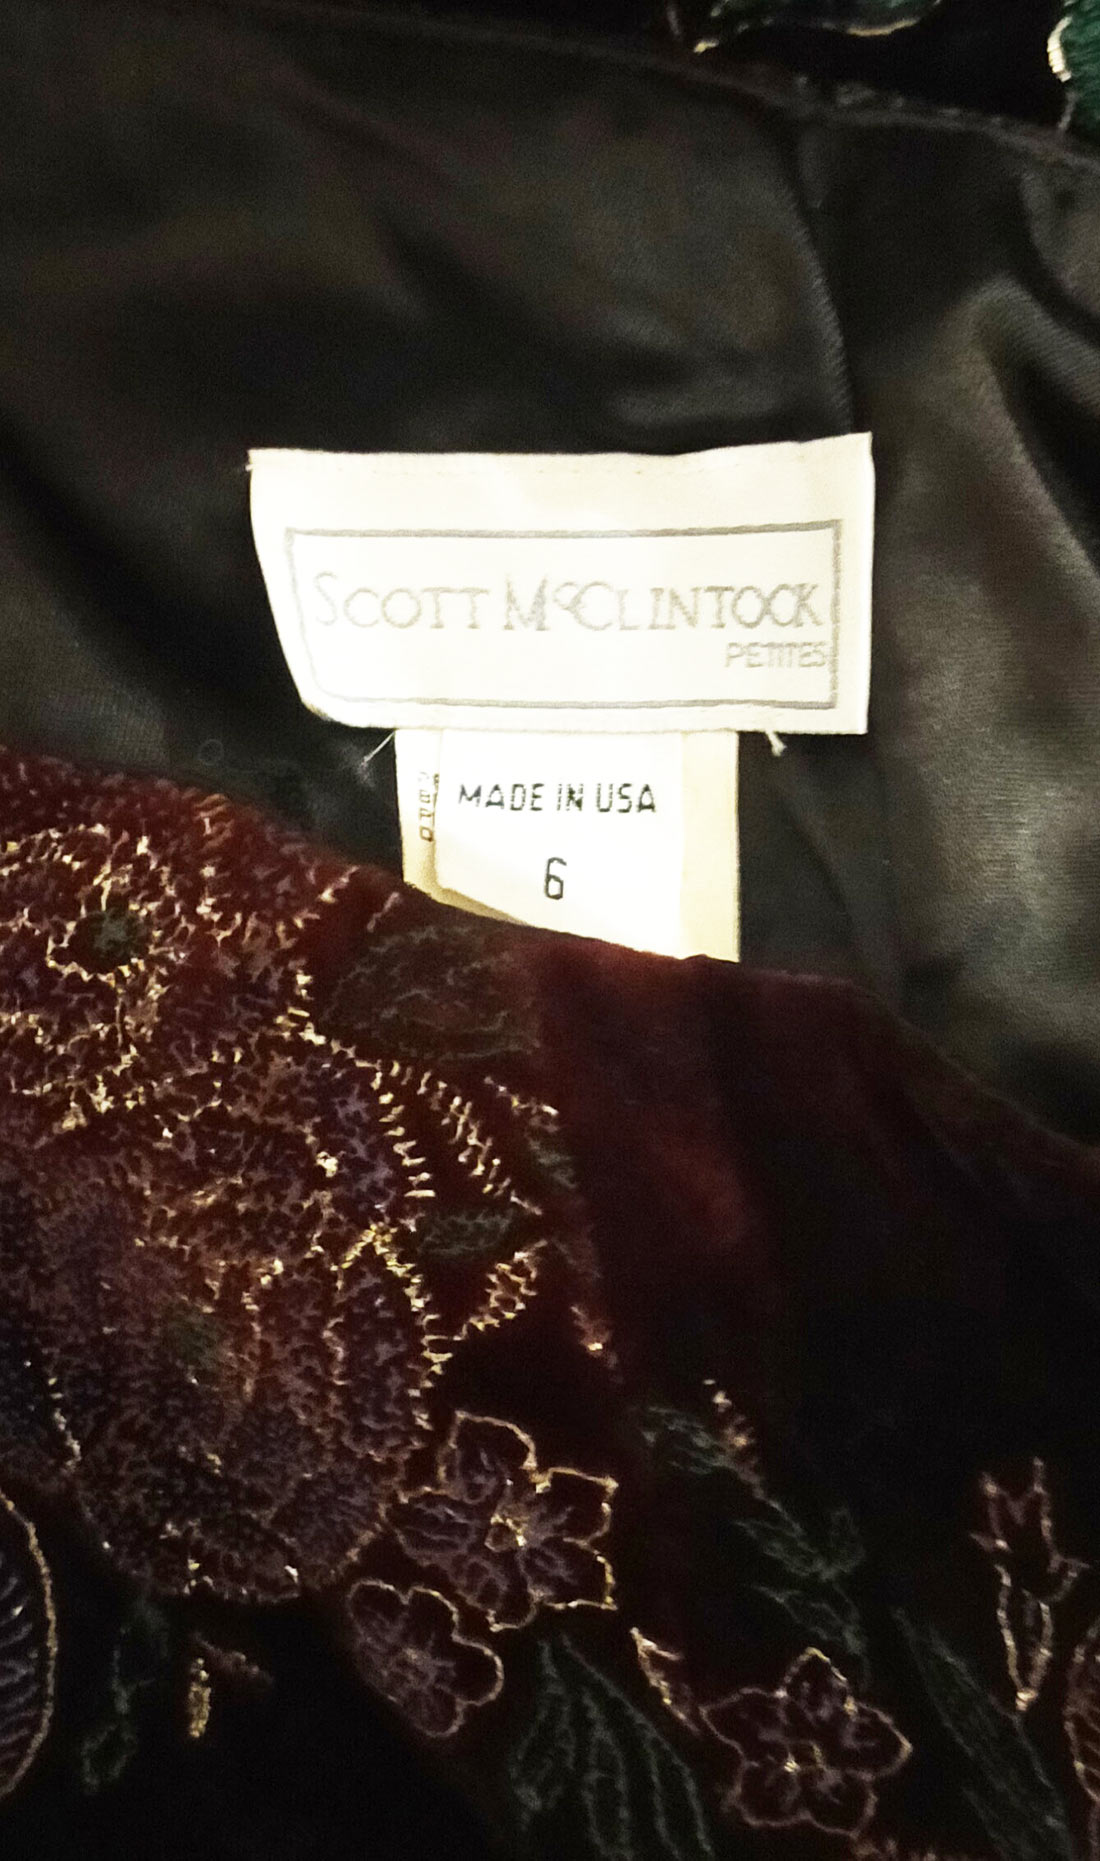 SCOTT McCLINTOCK
PETITES
MADE IN USA
6